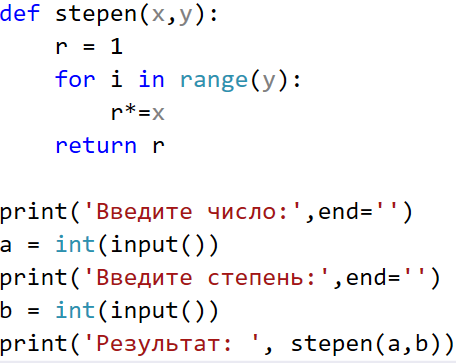 def stepen(x,y):
    r = 1
    for i in range(y):
        r*=x
    return r

print('Введите число:',end='')
a = int(input())
print('Введите степень:',end='')
b = int(input())
print('Результат: ', stepen(a,b))